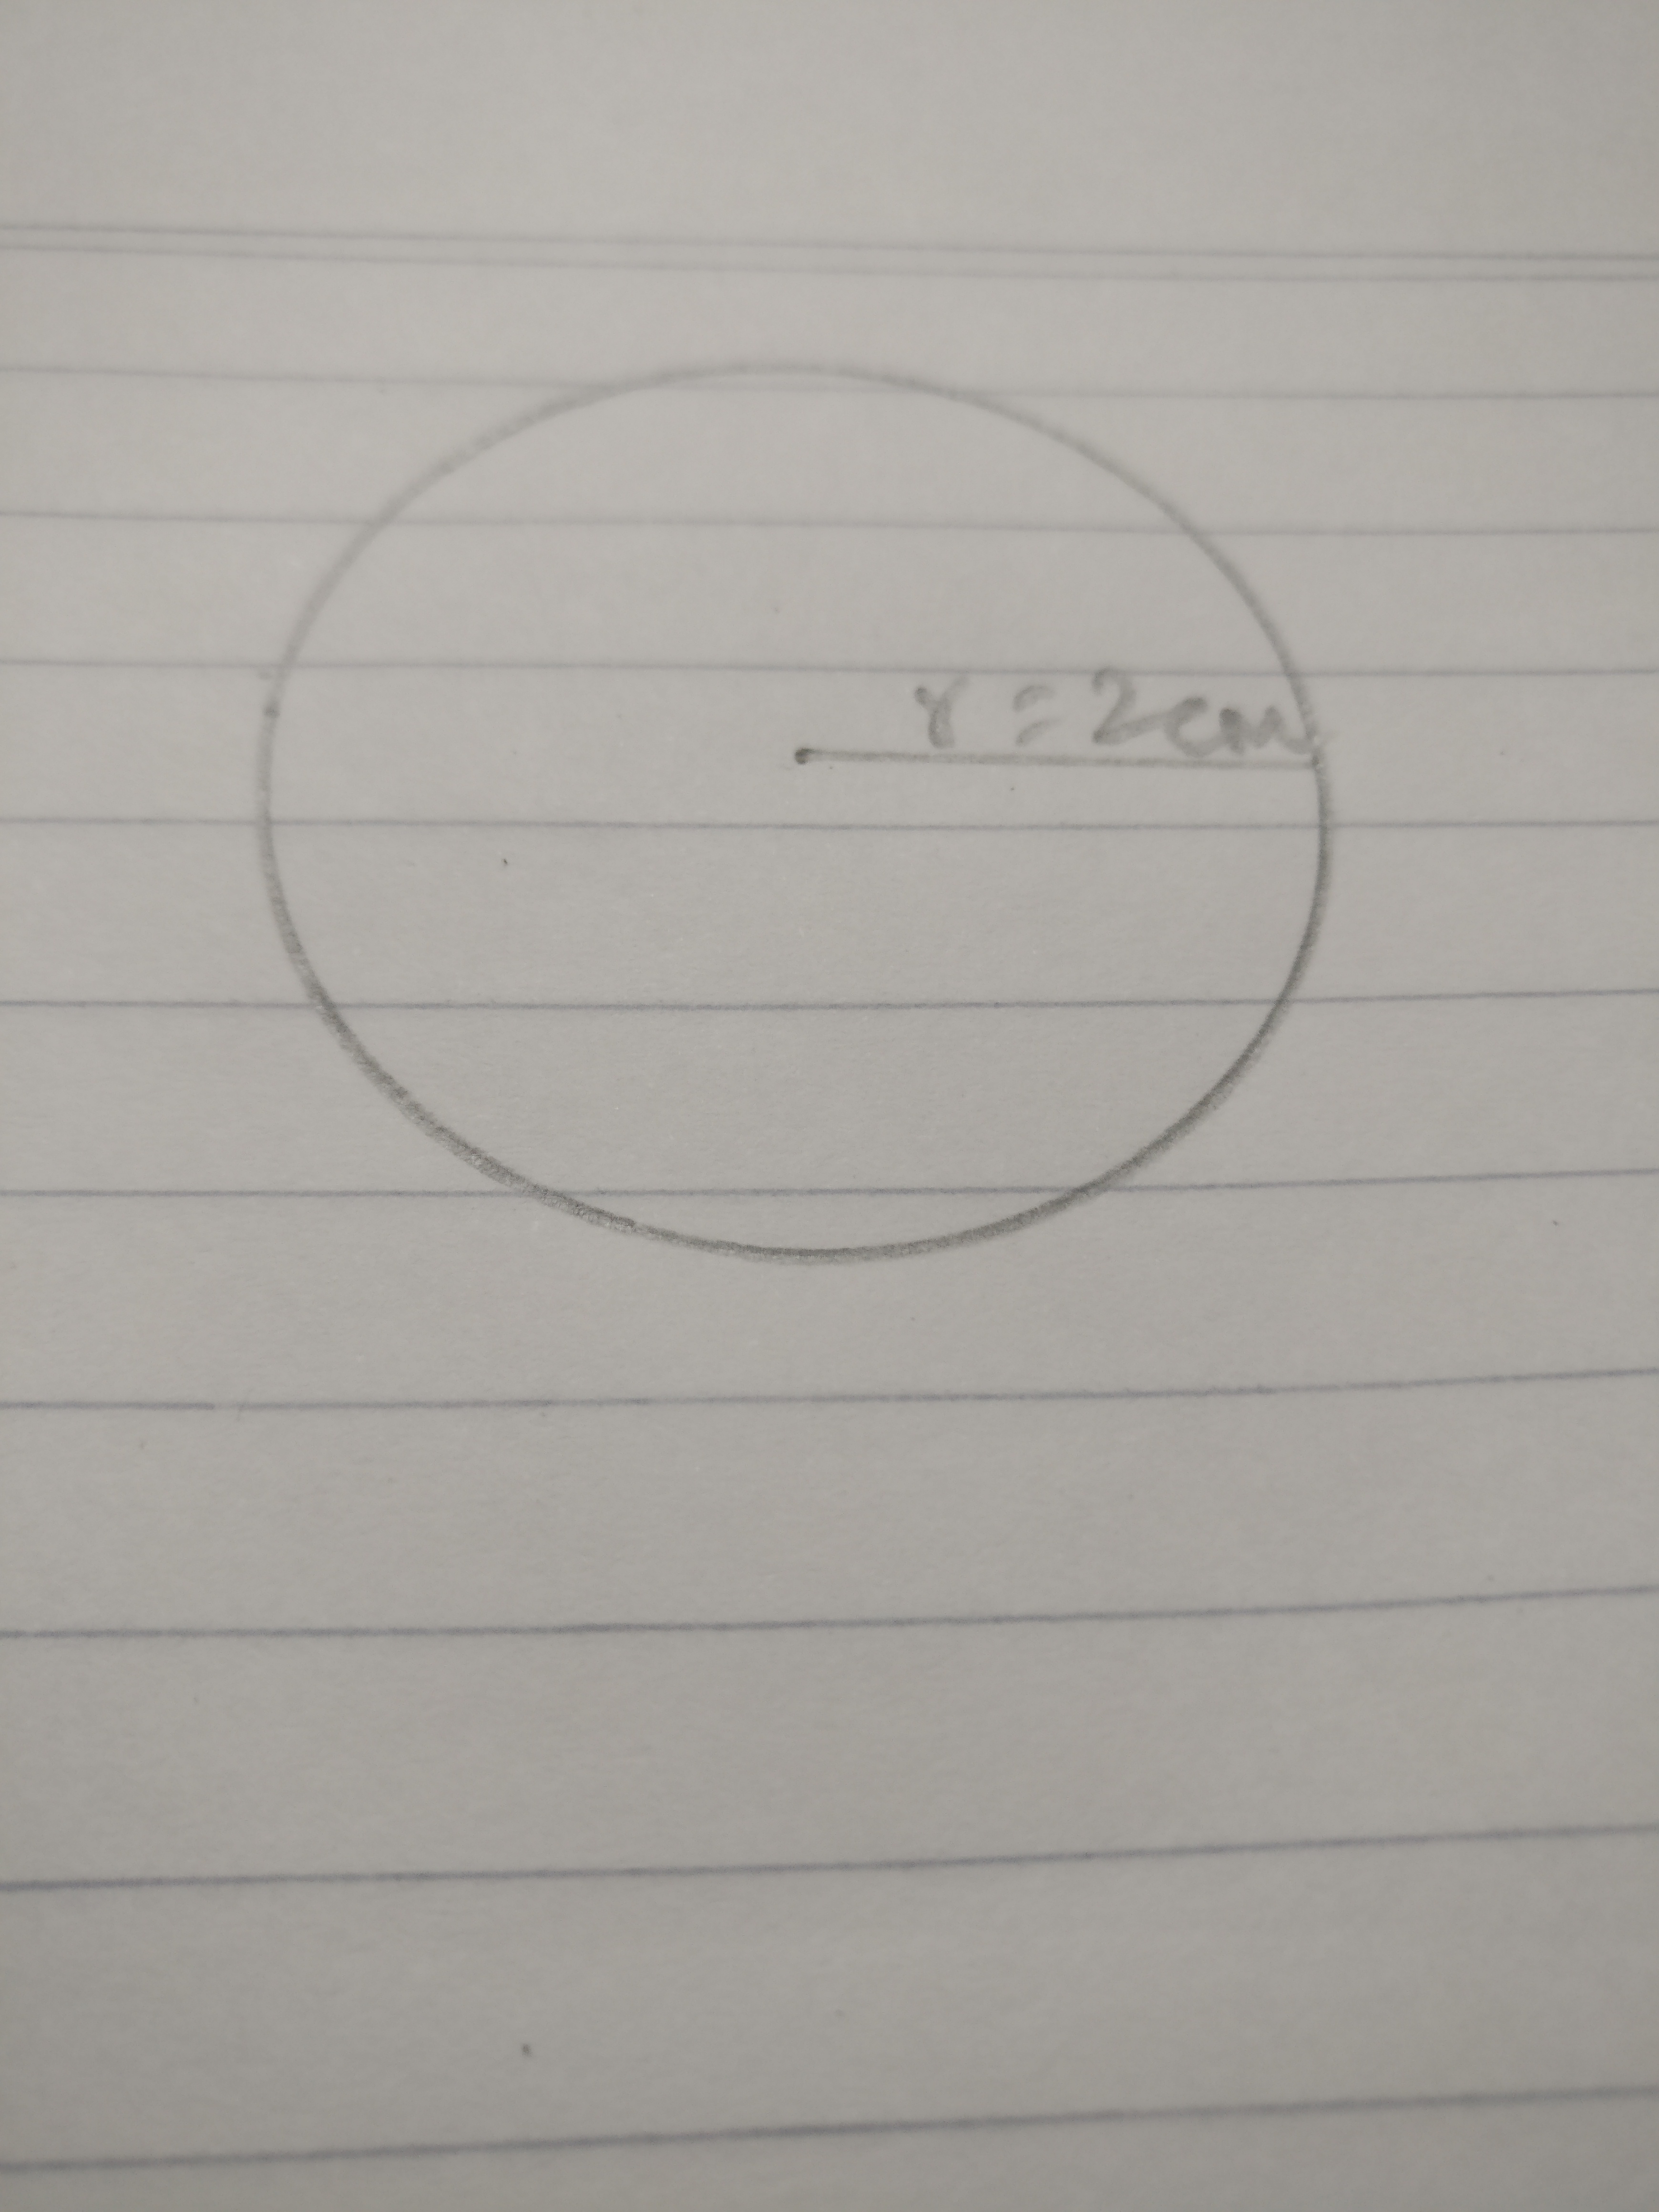 r = 2cm